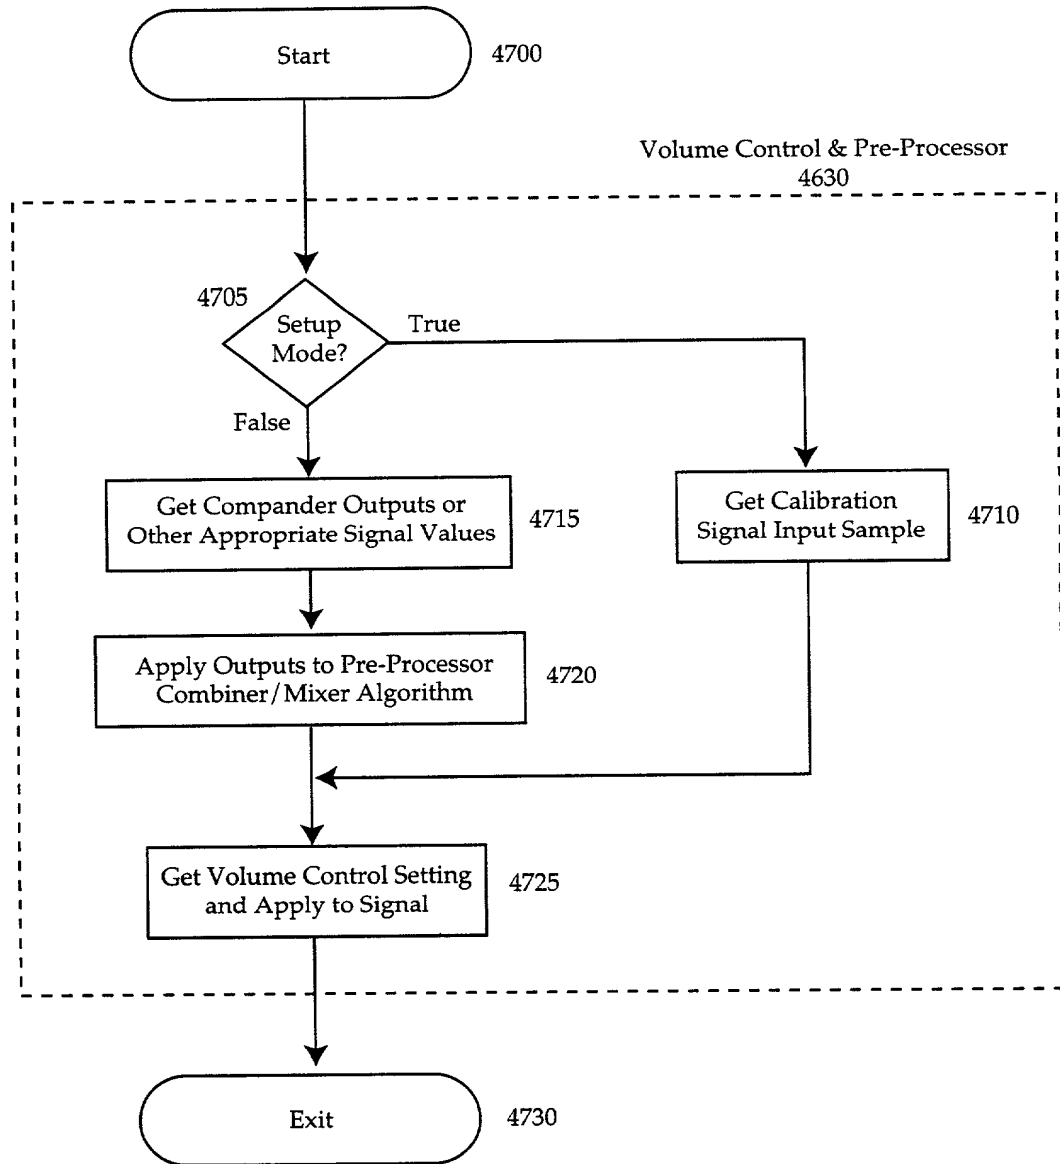 Start
4700
Volume Control & Pre-Processor
4630
4705
Setup
Mode?
True
False
Get Compander Outputs or
Other Appropriate Signal Values
4715
Get Calibration
Signal Input Sample
4710
Apply Outputs to Pre-Processor
Combiner/Mixer Algorithm
4720
Get Volume Control Setting
and Apply to Signal
4725
Exit
4730